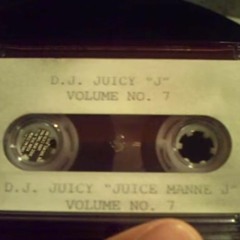 D.J. JUICY "J"
VOLUME NO. 7
D.J. JUICY "JUICE MANNE J"
VOLUME NO. 7